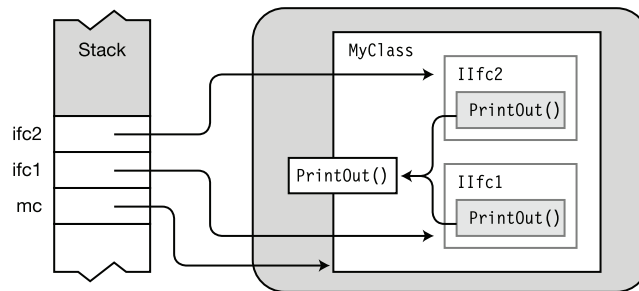 Stack
ifc2
ifc1
mc
MyClass
IIfc2
PrintOut()
PrintOut()
IIfc1
PrintOut()